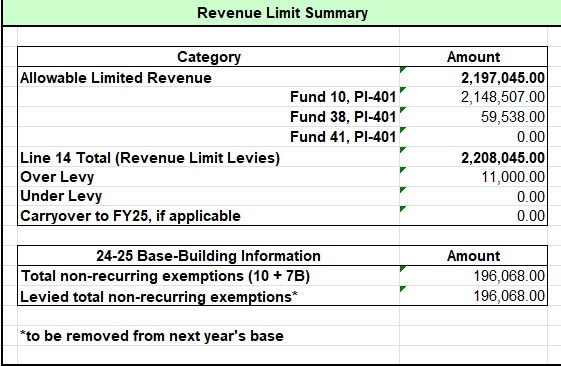 Revenue Limit Summary
Category Amount
Allowable Limited Revenue 2,197,045.00
Fund 10, PI-401 2,148,507.00
Fund 38, PI-401 59,538.00
Fund 41, PI-401 0.00
Line 14 Total (Revenue Limit Levies) 2,208,045.00
Over Levy 11,000.00
Under Levy 0.00
Carryover to FY25, if applicable 0.00
24-25 Base-Building Information Amount
Total non-recurring exemptions (10 + 7B) 196,068.00
Levied total non-recurring exemptions* 196,068.00
*to be removed from next year's base